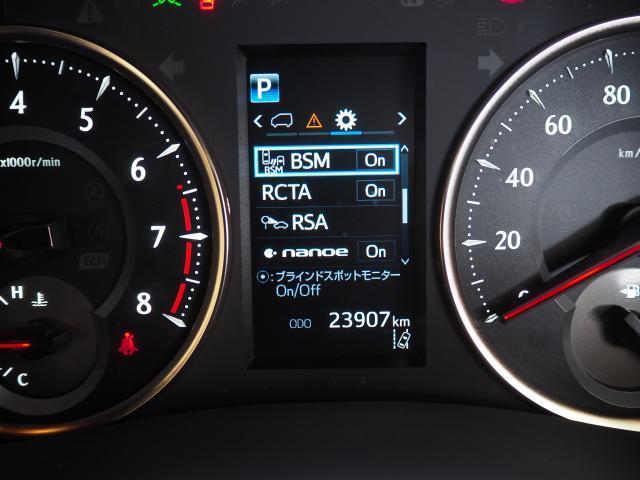 P
BSM BSM On
RCTA On
RSA
nanoe On
⦿:ブラインドスポットモニター
On/Off
ODO 23907 km
4
5
6
7
8
x1000r/min
H
C
20
40
60
80
km/